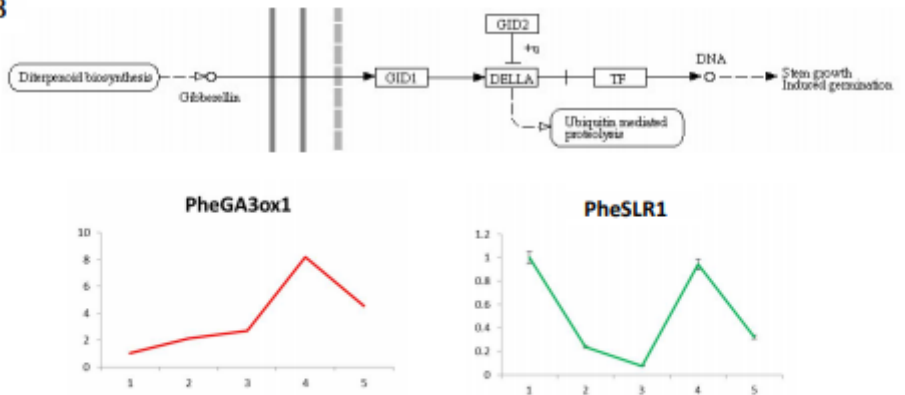 B
GID2
+u
DNA
Diterpenoid biosynthesis
Gibberellin
GID1
DELLA
TF
Stem growth
Induced germination
Ubiquitin mediated
proteolysis
PheGA3ox1
10
8
6
4
2
0
1 2 3 4 5
PheSLR1
1.2
1
0.8
0.6
0.4
0.2
0
1 2 3 4 5